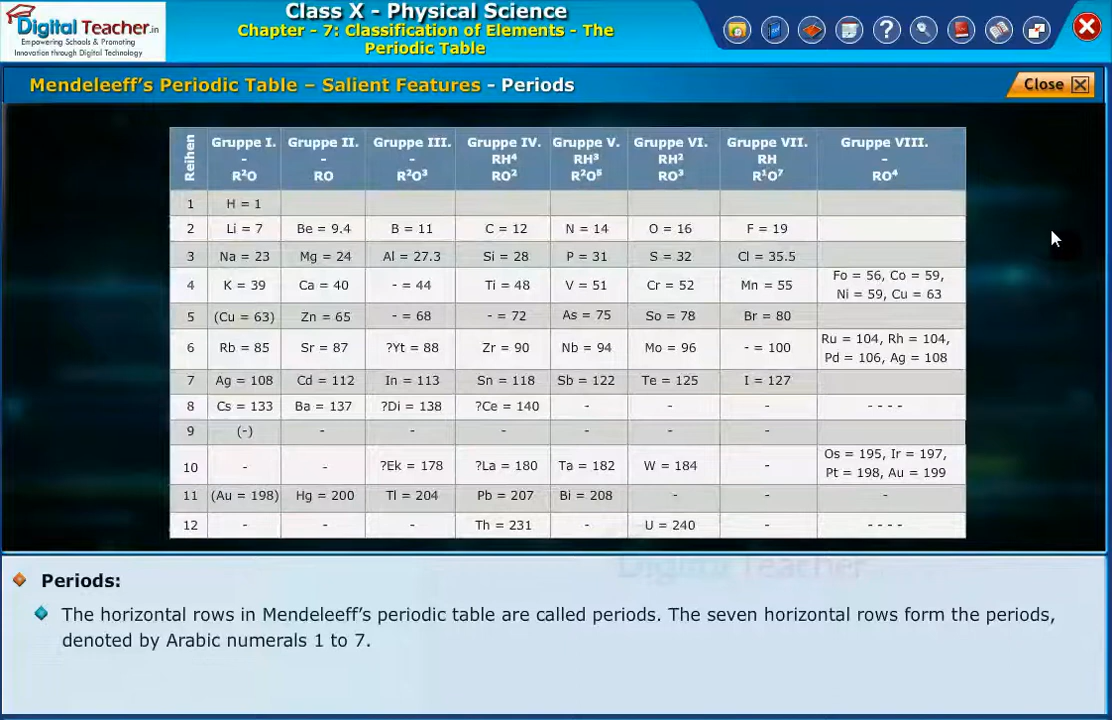 Digital Teacher.in
Empowering Schools & Promoting
Innovation through Digital Technology
Class X - Physical Science
Chapter - 7: Classification of Elements - The
Periodic Table
Mendeleeff's Periodic Table – Salient Features - Periods
Close
Reihen Gruppe I. Gruppe II. Gruppe III. Gruppe IV. Gruppe V. Gruppe VI. Gruppe VII. Gruppe VIII.
- - - RH⁴ RH³ RH² RH -
R²O RO R²O³ RO² R²O⁵ RO³ R¹O⁷ RO⁴
1 H = 1
2 Li = 7 Be = 9.4 B = 11 C = 12 N = 14 O = 16 F = 19
3 Na = 23 Mg = 24 Al = 27.3 Si = 28 P = 31 S = 32 Cl = 35.5
4 K = 39 Ca = 40 - = 44 Ti = 48 V = 51 Cr = 52 Mn = 55 Fo = 56, Co = 59,
Ni = 59, Cu = 63
5 (Cu = 63) Zn = 65 - = 68 - = 72 As = 75 So = 78 Br = 80
6 Rb = 85 Sr = 87 ?Yt = 88 Zr = 90 Nb = 94 Mo = 96 - = 100 Ru = 104, Rh = 104,
Pd = 106, Ag = 108
7 Ag = 108 Cd = 112 In = 113 Sn = 118 Sb = 122 Te = 125 I = 127
8 Cs = 133 Ba = 137 ?Di = 138 ?Ce = 140 - - - - - - -
9 (-) - - - - - -
10 - - ?Ek = 178 ?La = 180 Ta = 182 W = 184 - Os = 195, Ir = 197,
Pt = 198, Au = 199
11 (Au = 198) Hg = 200 Tl = 204 Pb = 207 Bi = 208 - - -
12 - - - Th = 231 - U = 240 - - - - -
Digital Teacher
Periods:
The horizontal rows in Mendeleeff's periodic table are called periods. The seven horizontal rows form the periods,
denoted by Arabic numerals 1 to 7.